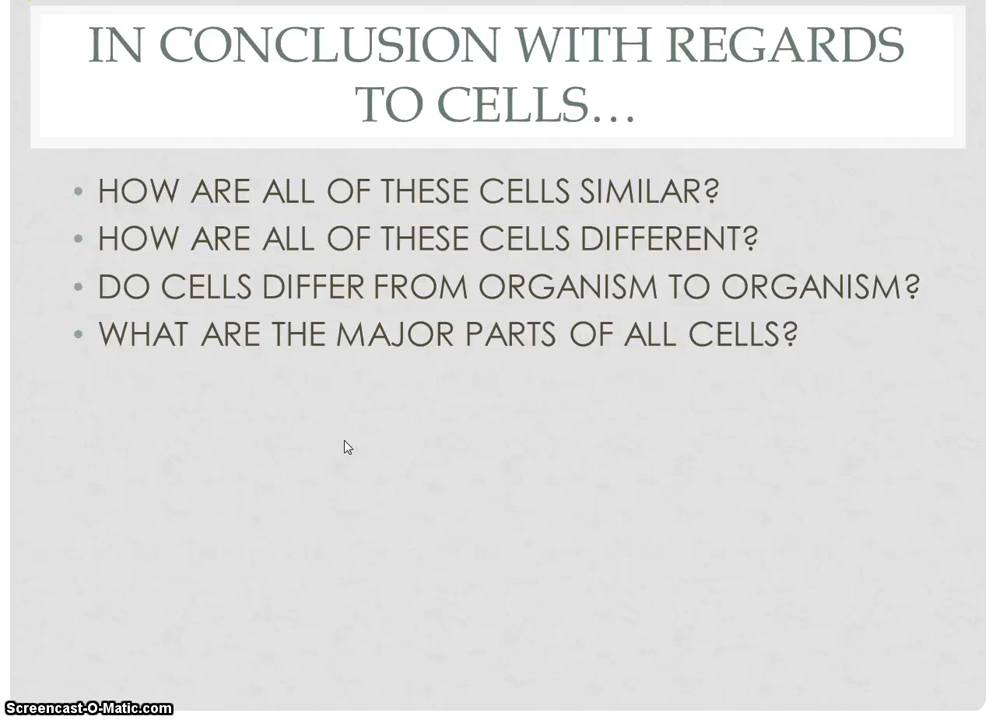 IN CONCLUSION WITH REGARDS
TO CELLS…
• HOW ARE ALL OF THESE CELLS SIMILAR?
• HOW ARE ALL OF THESE CELLS DIFFERENT?
• DO CELLS DIFFER FROM ORGANISM TO ORGANISM?
• WHAT ARE THE MAJOR PARTS OF ALL CELLS?
Screencast-O-Matic.com